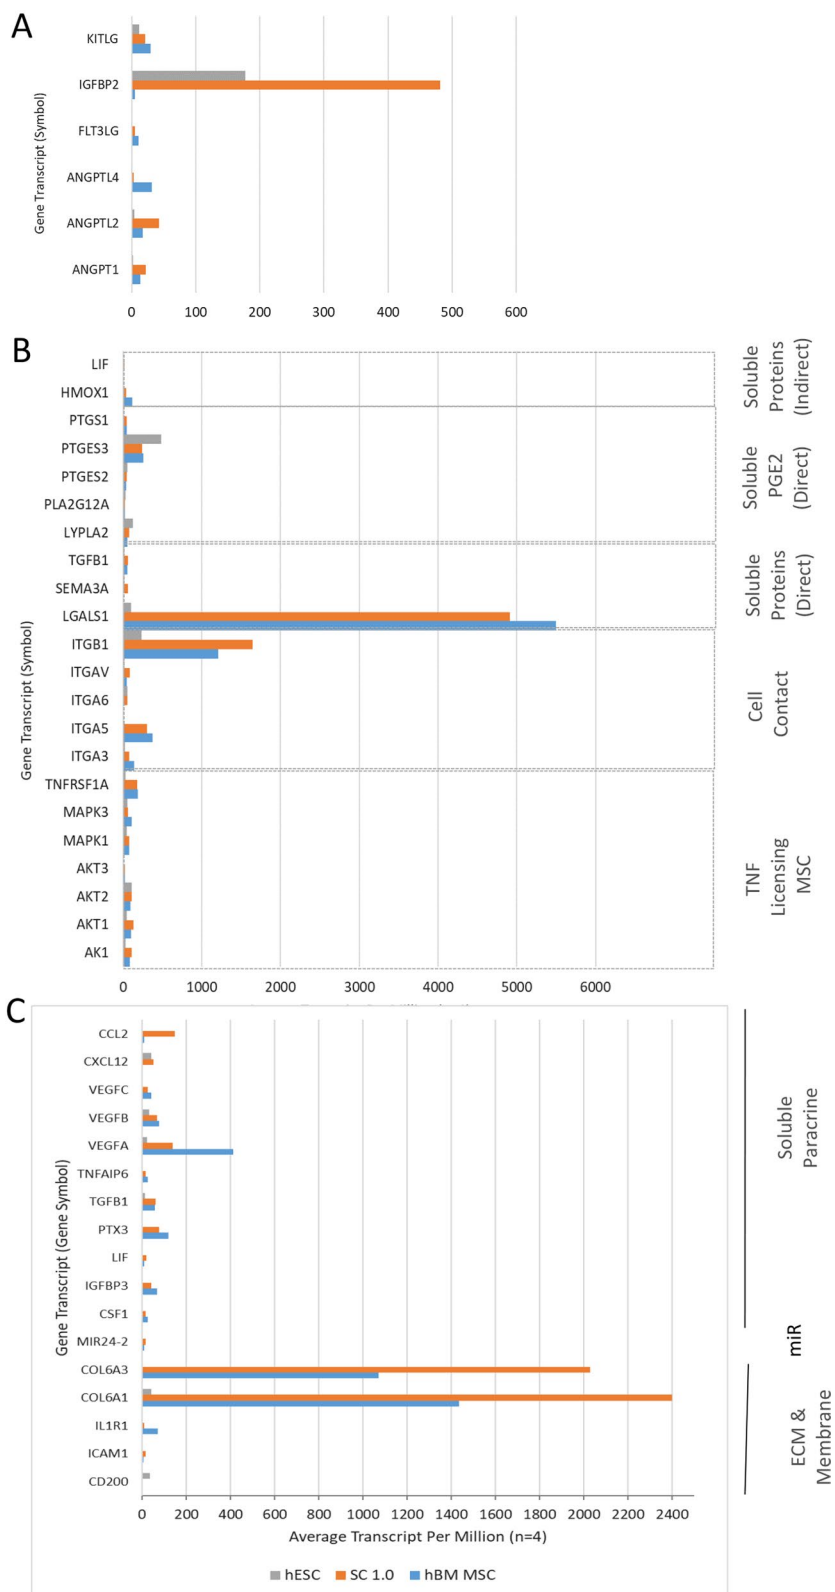 A
Gene Transcript (Symbol)
KITLG
IGFBP2
FLT3LG
ANGPTL4
ANGPTL2
ANGPT1
0 100 200 300 400 500 600
B
Gene Transcript (Symbol)
LIF
HMOX1
PTGS1
PTGES3
PTGES2
PLA2G12A
LYPLA2
TGFB1
SEMA3A
LGALS1
ITGB1
ITGAV
ITGA6
ITGA5
ITGA3
TNFRSF1A
MAPK3
MAPK1
AKT3
AKT2
AKT1
AK1
0 1000 2000 3000 4000 5000 6000
Soluble
Proteins
(Indirect)
Soluble
PGE2
(Direct)
Soluble
Proteins
(Direct)
Cell
Contact
TNF
Licensing
MSC
C
Gene Transcript (Gene Symbol)
CCL2
CXCL12
VEGFC
VEGFB
VEGFA
TNFAIP6
TGFB1
PTX3
LIF
IGFBP3
CSF1
MIR24-2
COL6A3
COL6A1
IL1R1
ICAM1
CD200
0 200 400 600 800 1000 1200 1400 1600 1800 2000 2200 2400
Average Transcript Per Million (n=4)
hESC SC 1.0 hBM MSC
Soluble
Paracrine
miR
ECM &
Membrane